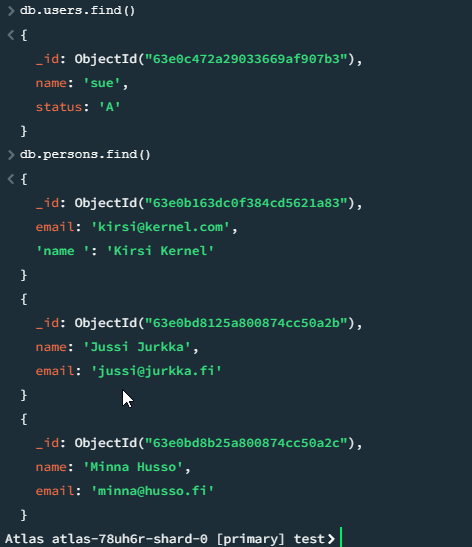 db.users.find()
{
_id: ObjectId("63e0c472a29033669af907b3"),
name: 'sue',
status: 'A'
}
db.persons.find()
{
_id: ObjectId("63e0b163dc0f384cd5621a83"),
email: 'kirsi@kernel.com',
'name ': 'Kirsi Kernel'
}
{
_id: ObjectId("63e0bd8125a800874cc50a2b"),
name: 'Jussi Jurkka',
email: 'jussi@jurkka.fi'
}
{
_id: ObjectId("63e0bd8b25a800874cc50a2c"),
name: 'Minna Husso',
email: 'minna@husso.fi'
}
Atlas atlas-78uh6r-shard-0 [primary] test>